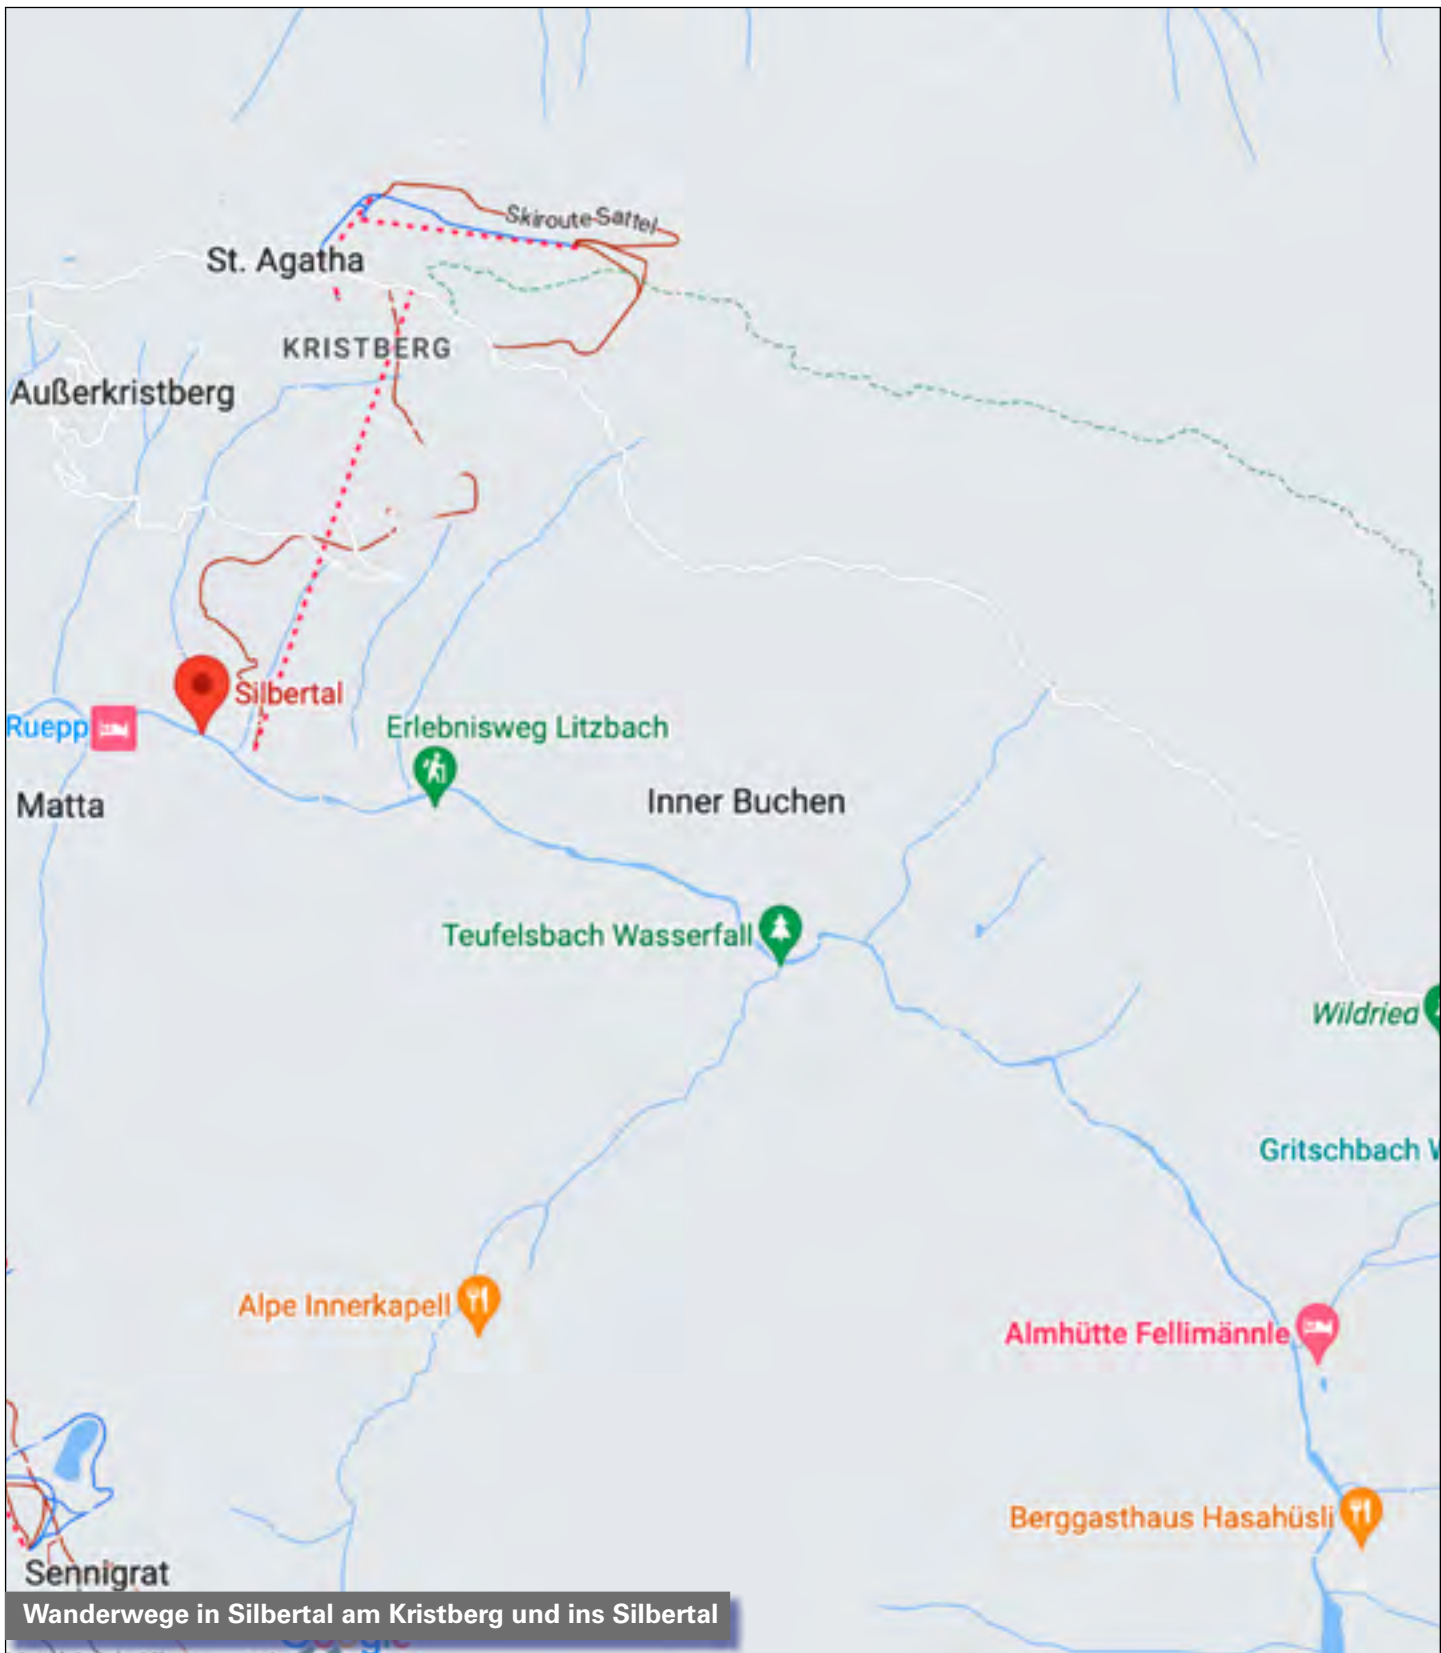 Skiroute-Sattel
St. Agatha
KRISTBERG
Außerkristberg
Silbertal
Ruepp
Erlebnisweg Litzbach
Matta
Inner Buchen
Teufelsbach Wasserfall
Wildried
Gritschbach
Alpe Innerkapell
Almhütte Fellimännle
Berggasthaus Hasahüsli
Sennigrat
Wanderwege in Silbertal am Kristberg und ins Silbertal